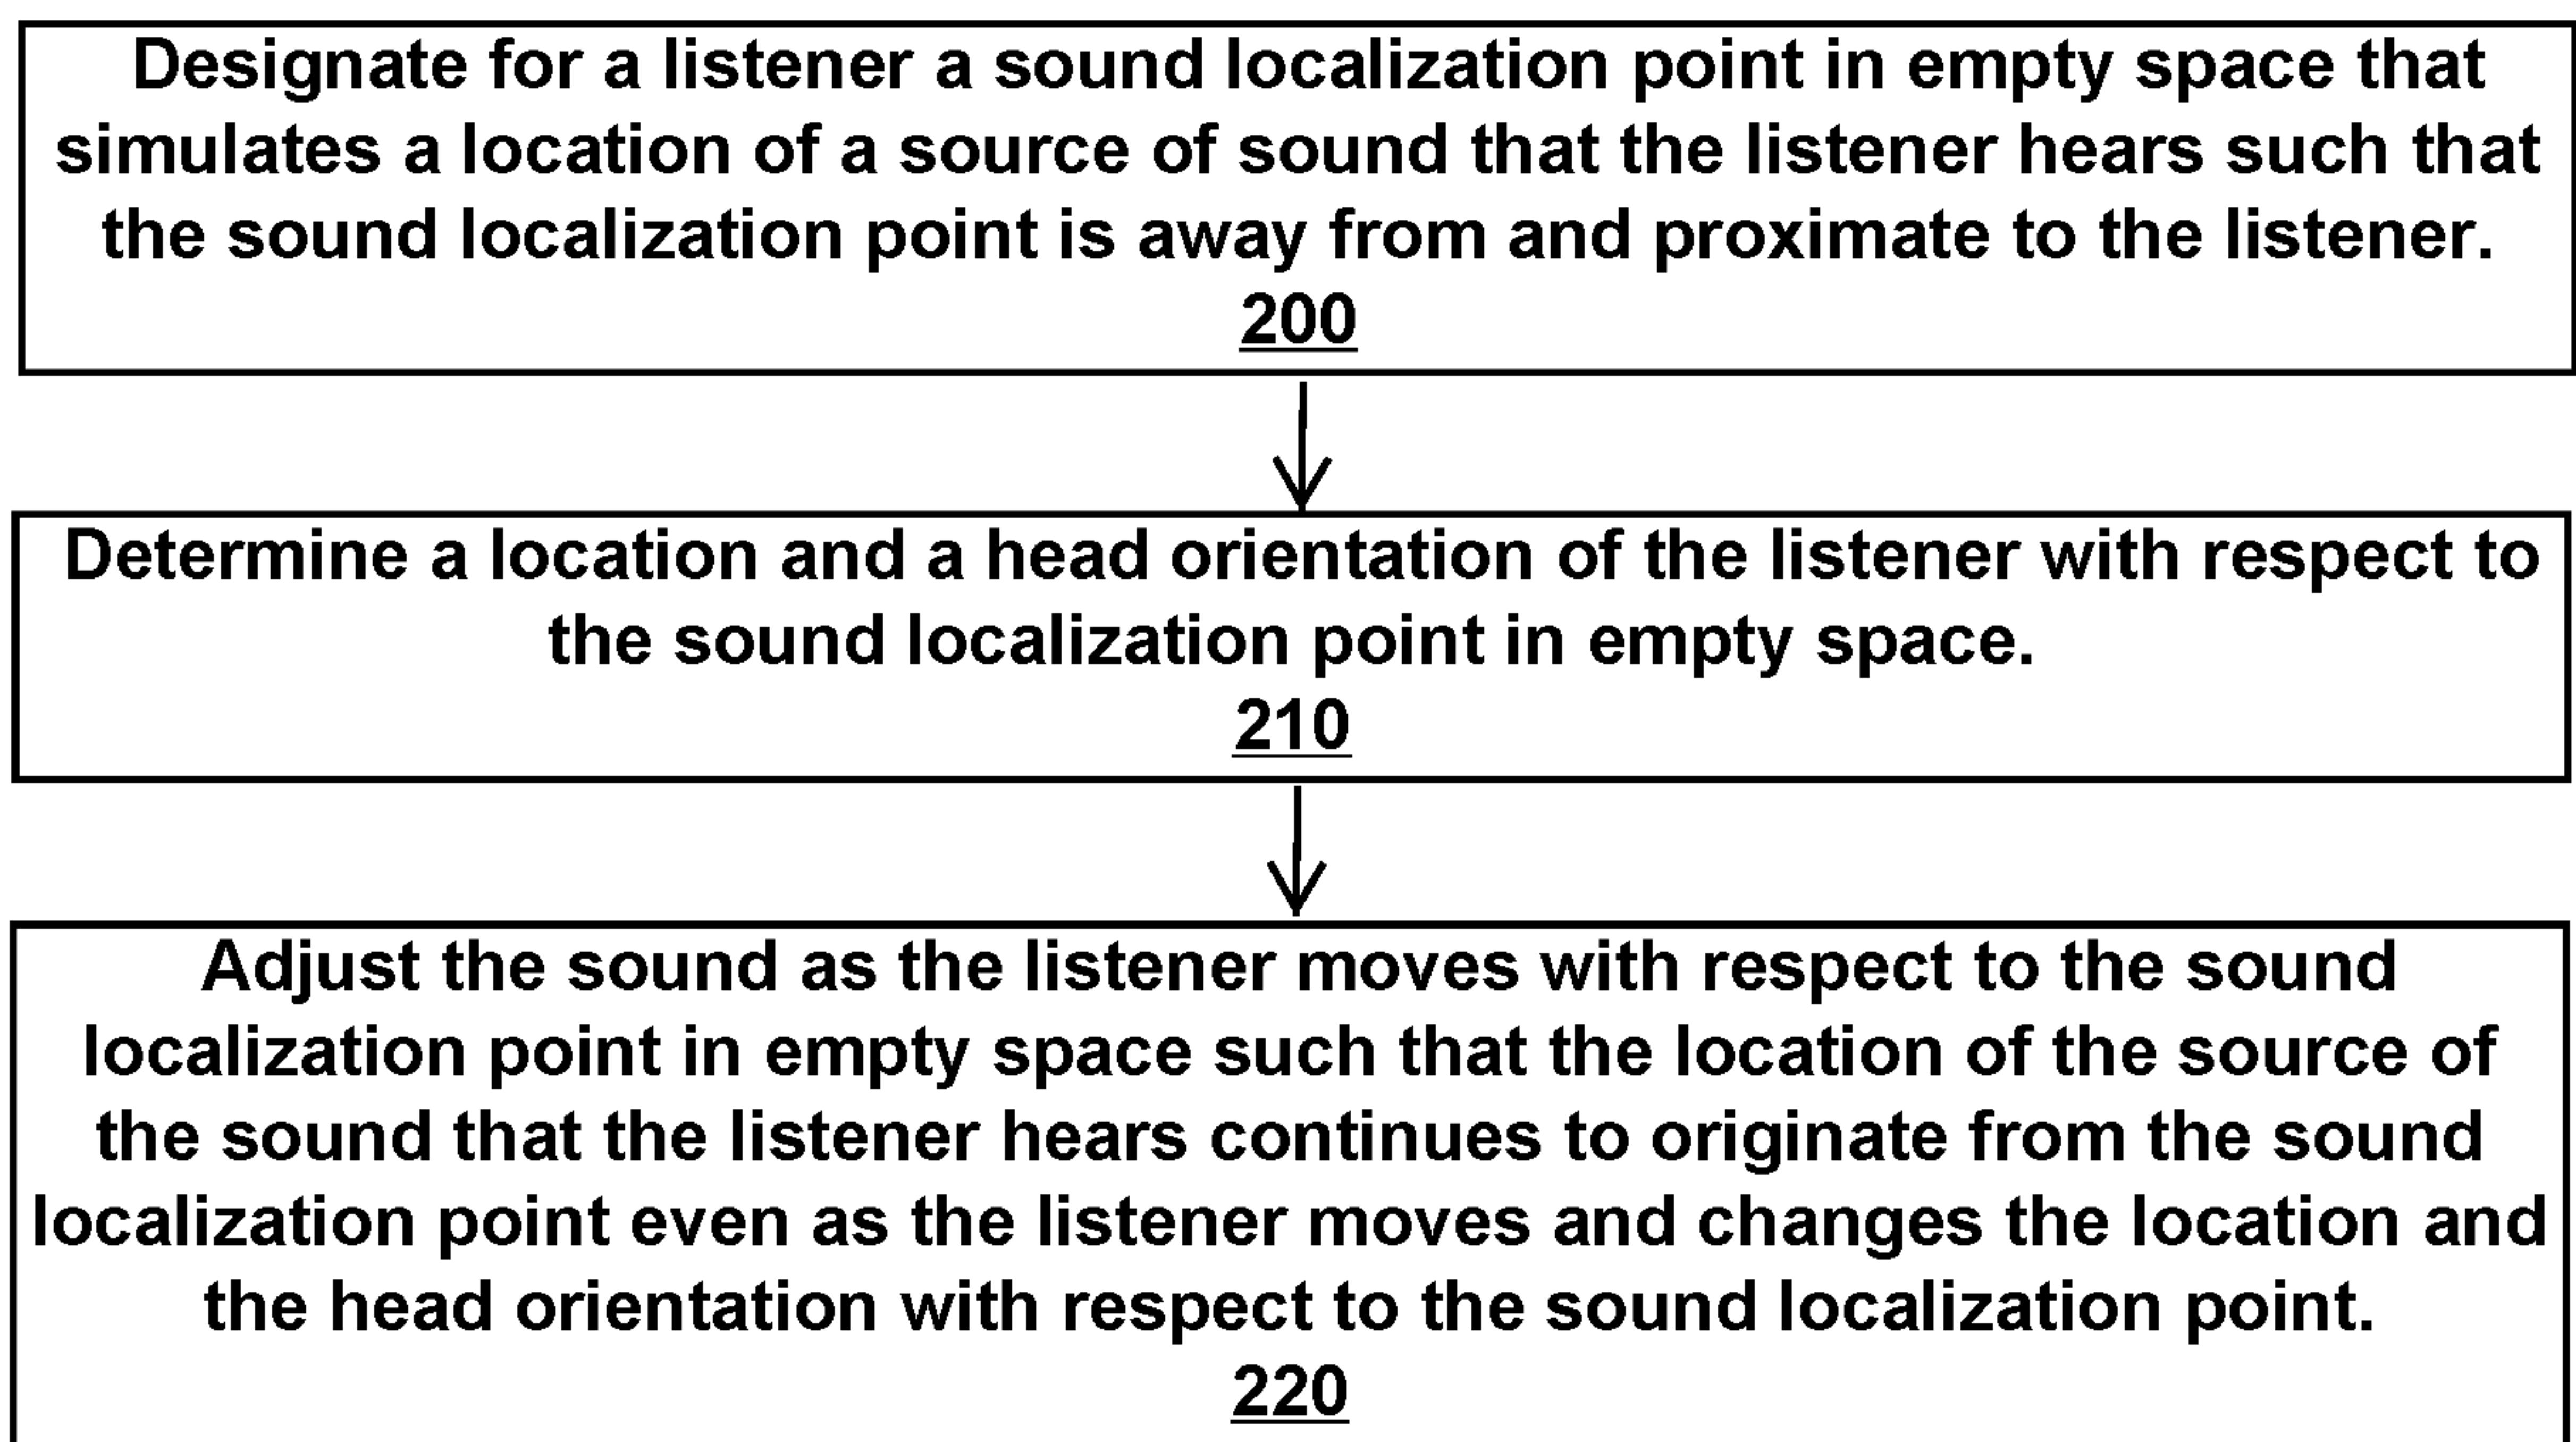 Designate for a listener a sound localization point in empty space that
simulates a location of a source of sound that the listener hears such that
the sound localization point is away from and proximate to the listener.
200
Determine a location and a head orientation of the listener with respect to
the sound localization point in empty space.
210
Adjust the sound as the listener moves with respect to the sound
localization point in empty space such that the location of the source of
the sound that the listener hears continues to originate from the sound
localization point even as the listener moves and changes the location and
the head orientation with respect to the sound localization point.
220